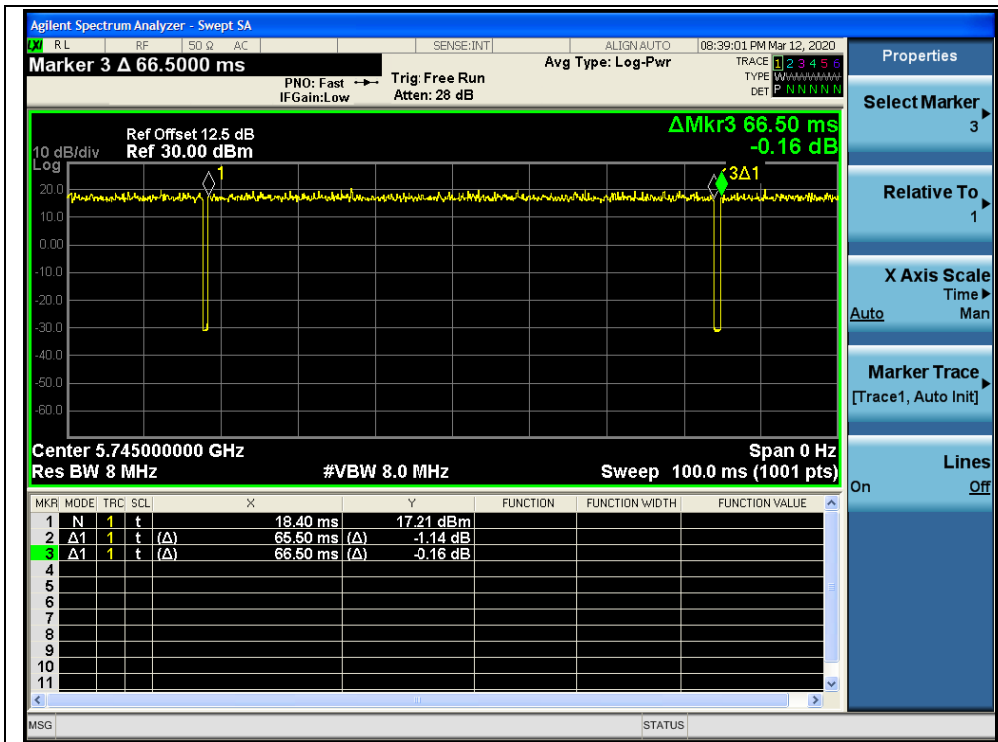 Agilent Spectrum Analyzer - Swept SA
LXI RL RF 50 Ω AC SENSE:INT ALIGN AUTO 08:39:01 PM Mar 12, 2020
Marker 3 Δ 66.5000 ms
PNO: Fast
IFGain:Low
Trig: Free Run
Atten: 28 dB
Avg Type: Log-Pwr
TRACE 1 2 3 4 5 6
TYPE WWWWWW
DET P N N N N N
ΔMkr3 66.50 ms
-0.16 dB
Ref Offset 12.5 dB
10 dB/div Ref 30.00 dBm
Log
1
3Δ1
20.0
10.0
0.00
-10.0
-20.0
-30.0
-40.0
-50.0
-60.0
Center 5.745000000 GHz Span 0 Hz
Res BW 8 MHz #VBW 8.0 MHz Sweep 100.0 ms (1001 pts)
MKR MODE TRC SCL X Y FUNCTION FUNCTION WIDTH FUNCTION VALUE
1 N 1 t 18.40 ms 17.21 dBm
2 Δ1 1 t (Δ) 65.50 ms (Δ) -1.14 dB
3 Δ1 1 t (Δ) 66.50 ms (Δ) -0.16 dB
4
5
6
7
8
9
10
11
MSG STATUS
Properties
Select Marker
3
Relative To
1
X Axis Scale
Time
Auto Man
Marker Trace
[Trace1, Auto Init]
Lines
On Off